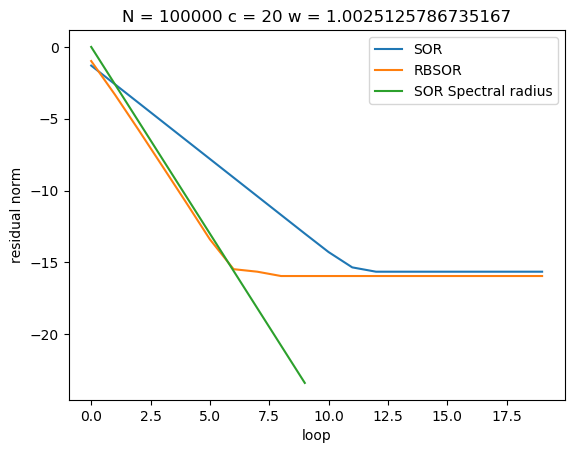 N = 100000 c = 20 w = 1.0025125786735167
SOR
RBSOR
SOR Spectral radius
residual norm
0
−5
−10
−15
−20
0.0 2.5 5.0 7.5 10.0 12.5 15.0 17.5
loop